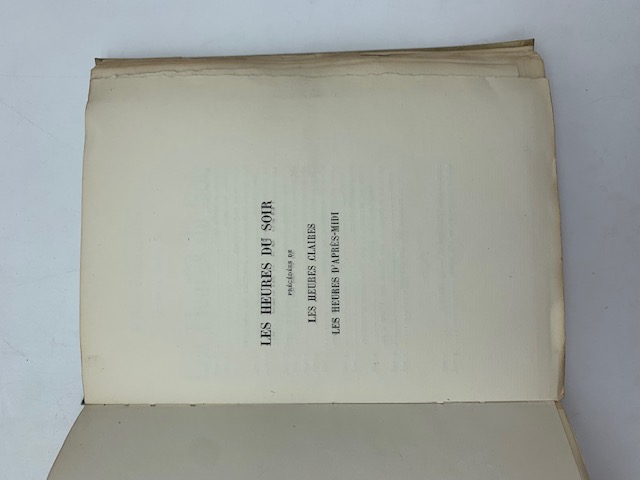 LES HEURES DU SOIR
PRÉCÉDÉES DE
LES HEURES CLAIRES
LES HEURES D'APRÈS-MIDI